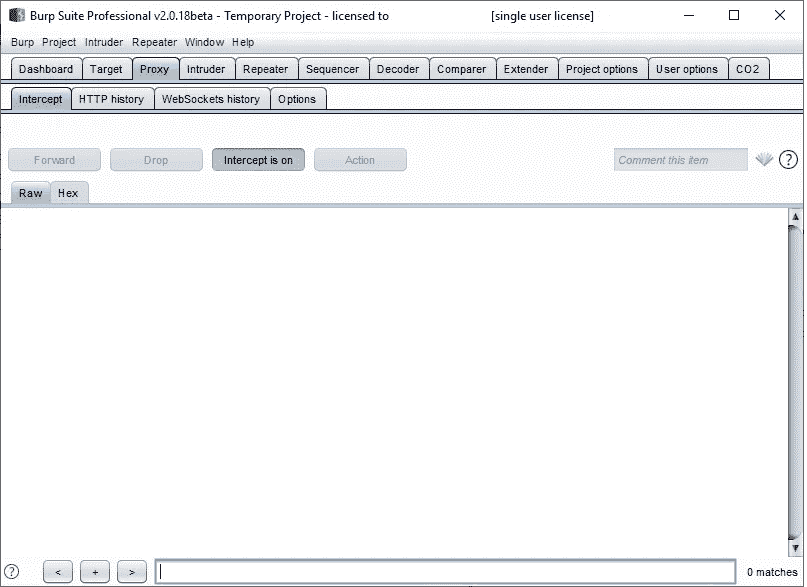 Burp Suite Professional v2.0.18beta - Temporary Project - licensed to [single user license]
Burp Project Intruder Repeater Window Help
Dashboard Target Proxy Intruder Repeater Sequencer Decoder Comparer Extender Project options User options CO2
Intercept HTTP history WebSockets history Options
Forward Drop Intercept is on Action Comment this item ?
Raw Hex
? < + > 0 matches